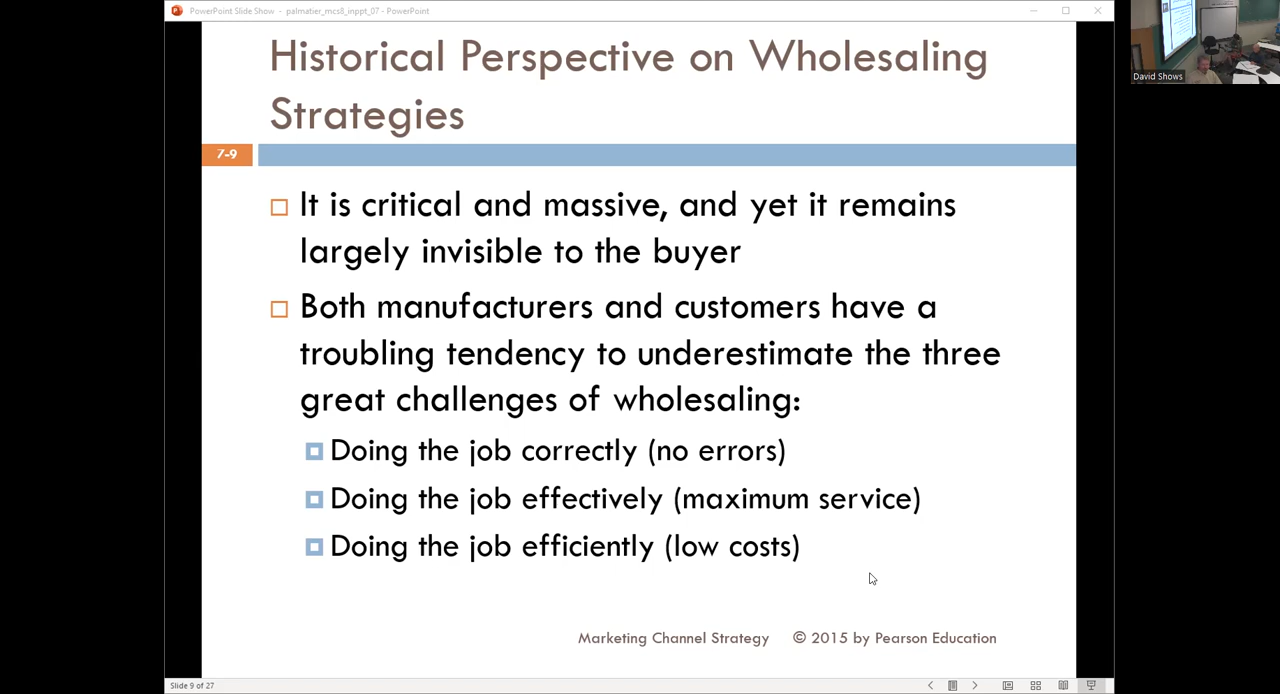 PowerPoint Slide Show - palmatier_mcs8_inppt_07 - PowerPoint
Historical Perspective on Wholesaling
Strategies
7-9
It is critical and massive, and yet it remains
largely invisible to the buyer
Both manufacturers and customers have a
troubling tendency to underestimate the three
great challenges of wholesaling:
Doing the job correctly (no errors)
Doing the job effectively (maximum service)
Doing the job efficiently (low costs)
Marketing Channel Strategy © 2015 by Pearson Education
Slide 9 of 27
David Shows